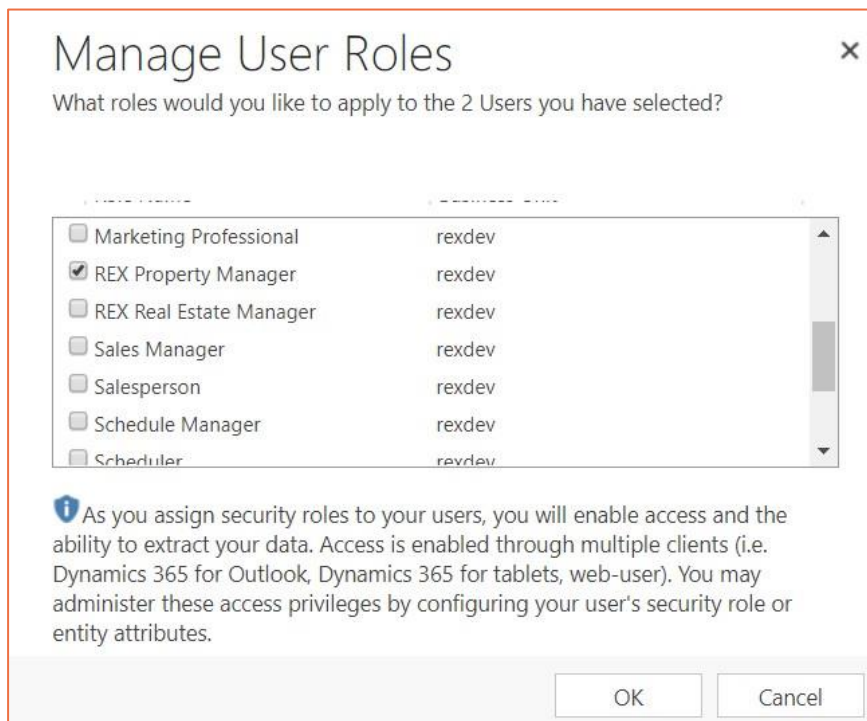 Manage User Roles
What roles would you like to apply to the 2 Users you have selected?
Marketing Professional rexdev
REX Property Manager rexdev
REX Real Estate Manager rexdev
Sales Manager rexdev
Salesperson rexdev
Schedule Manager rexdev
Scheduler rexdev
As you assign security roles to your users, you will enable access and the
ability to extract your data. Access is enabled through multiple clients (i.e.
Dynamics 365 for Outlook, Dynamics 365 for tablets, web-user). You may
administer these access privileges by configuring your user's security role or
entity attributes.
OK Cancel